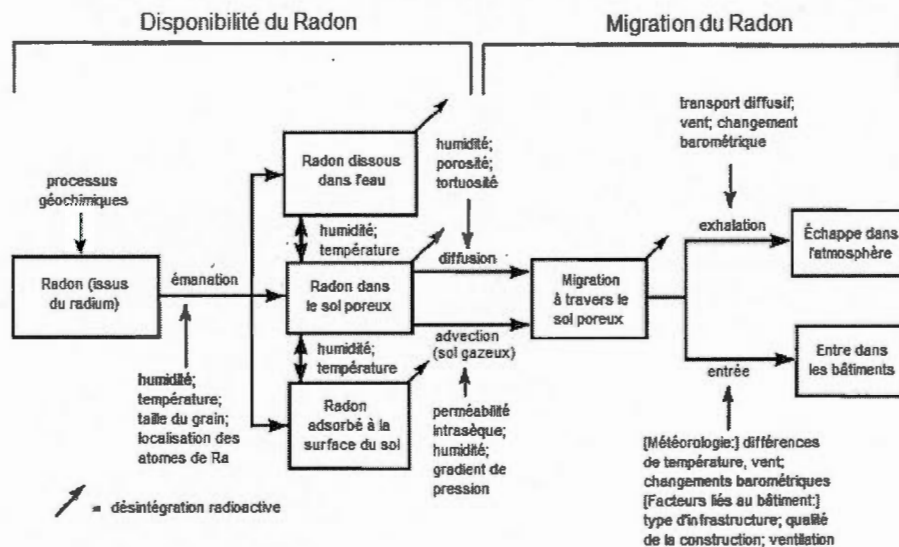 Disponibilité du Radon
Migration du Radon
processus
géochimiques
Radon (issus
du radium)
émanation
humidité;
température;
taille du grain;
localisation des
atomes de Ra
Radon dissous
dans l'eau
humidité;
température
Radon dans
le sol poreux
humidité;
température
Radon
adsorbé à la
surface du sol
humidité;
porosité;
tortuosité
diffusion
advection
(sol gazeux)
perméabilité
intrasèque;
humidité;
gradient de
pression
Migration
à travers le
sol poreux
transport diffusif;
vent; changement
barométrique
exhalation
Échappe dans
l'atmosphère
entrée
Entre dans
les bâtiments
[Météorologie:] différences
de température, vent;
changements barométriques
[Facteurs liés au bâtiment:]
type d'infrastructure; qualité
de la construction; ventilation
= désintégration radioactive